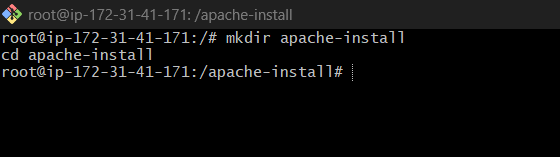 root@ip-172-31-41-171: /apache-install
root@ip-172-31-41-171:/# mkdir apache-install
cd apache-install
root@ip-172-31-41-171:/apache-install#